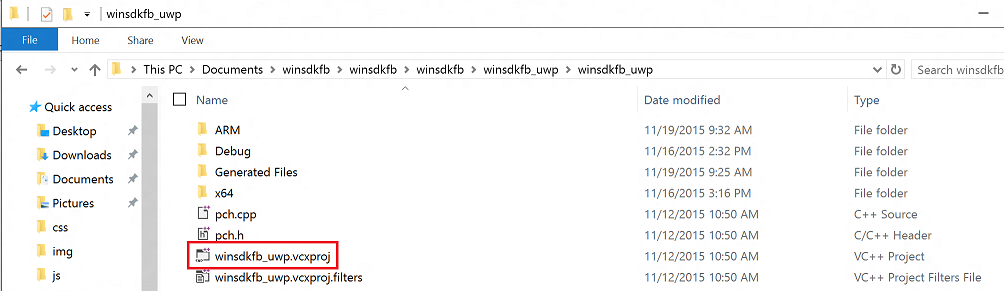 winsdkfb_uwp
File Home Share View
This PC Documents winsdkfb winsdkfb winsdkfb winsdkfb_uwp winsdkfb_uwp Search winsdkfb
Name Date modified Type
Quick access
Desktop
Downloads
Documents
Pictures
css
img
js
ARM 11/19/2015 9:32 AM File folder
Debug 11/16/2015 2:32 PM File folder
Generated Files 11/19/2015 9:25 AM File folder
x64 11/16/2015 3:16 PM File folder
pch.cpp 11/12/2015 10:50 AM C++ Source
pch.h 11/12/2015 10:50 AM C/C++ Header
winsdkfb_uwp.vcxproj 11/12/2015 10:50 AM VC++ Project
winsdkfb_uwp.vcxproj.filters 11/12/2015 10:50 AM VC++ Project Filters File